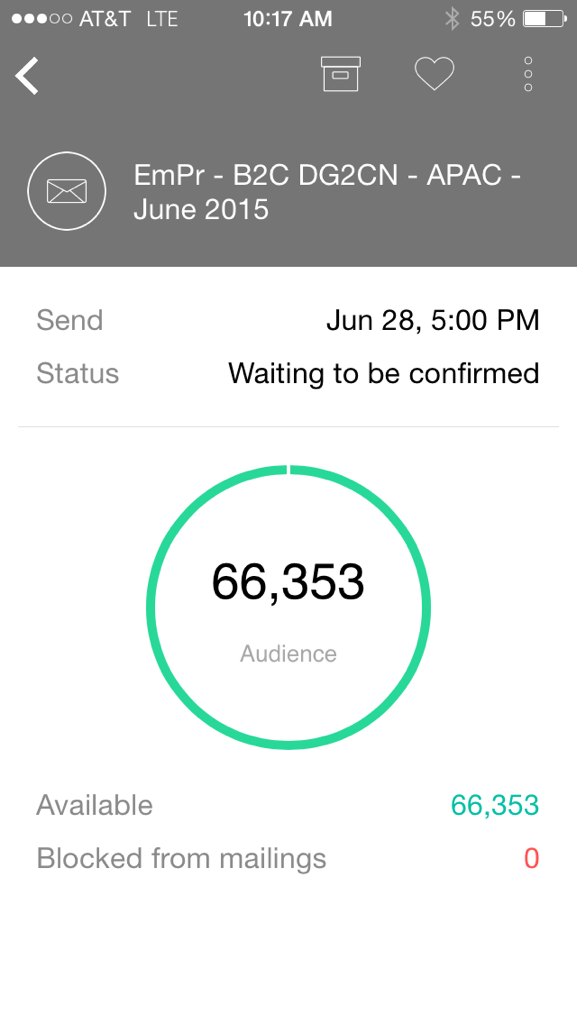 AT&T LTE 10:17 AM 55%
EmPr - B2C DG2CN - APAC -
June 2015
Send Jun 28, 5:00 PM
Status Waiting to be confirmed
66,353
Audience
Available 66,353
Blocked from mailings 0